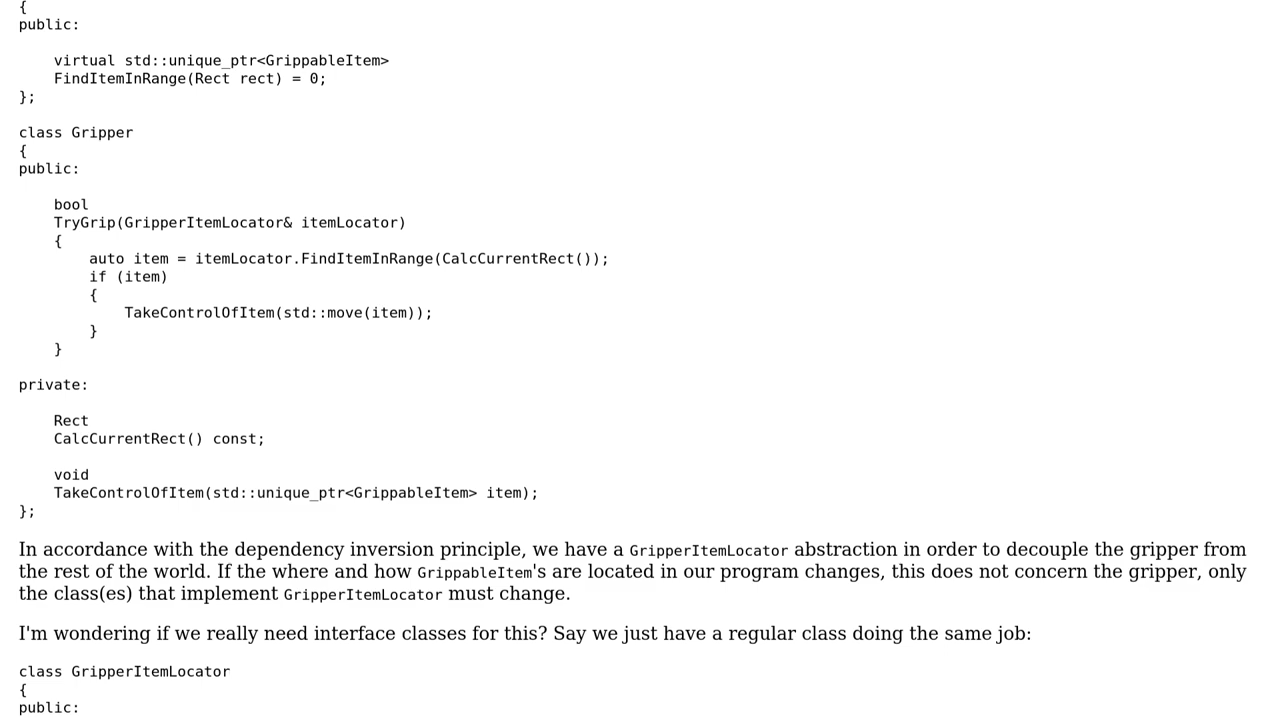 {
public:
    virtual std::unique_ptr<GrippableItem>
    FindItemInRange(Rect rect) = 0;
};
class Gripper
{
public:
    bool
    TryGrip(GripperItemLocator& itemLocator)
    {
        auto item = itemLocator.FindItemInRange(CalcCurrentRect());
        if (item)
        {
            TakeControlOfItem(std::move(item));
        }
    }
private:
    Rect
    CalcCurrentRect() const;
    void
    TakeControlOfItem(std::unique_ptr<GrippableItem> item);
};
In accordance with the dependency inversion principle, we have a GripperItemLocator abstraction in order to decouple the gripper from
the rest of the world. If the where and how GrippableItem's are located in our program changes, this does not concern the gripper, only
the class(es) that implement GripperItemLocator must change.
I'm wondering if we really need interface classes for this? Say we just have a regular class doing the same job:
class GripperItemLocator
{
public: